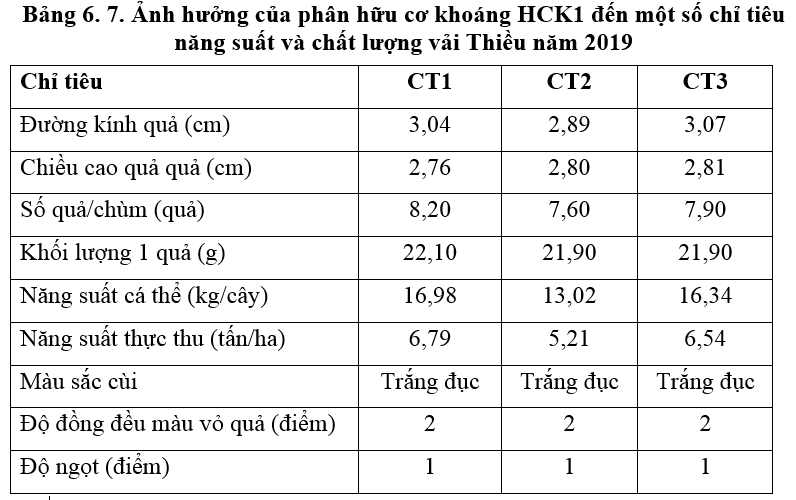 Bảng 6. 7. Ảnh hưởng của phân hữu cơ khoáng HCK1 đến một số chỉ tiêu
năng suất và chất lượng vải Thiều năm 2019
Chỉ tiêu CT1 CT2 CT3
Đường kính quả (cm) 3,04 2,89 3,07
Chiều cao quả quả (cm) 2,76 2,80 2,81
Số quả/chùm (quả) 8,20 7,60 7,90
Khối lượng 1 quả (g) 22,10 21,90 21,90
Năng suất cá thể (kg/cây) 16,98 13,02 16,34
Năng suất thực thu (tấn/ha) 6,79 5,21 6,54
Màu sắc cùi Trắng đục Trắng đục Trắng đục
Độ đồng đều màu vỏ quả (điểm) 2 2 2
Độ ngọt (điểm) 1 1 1